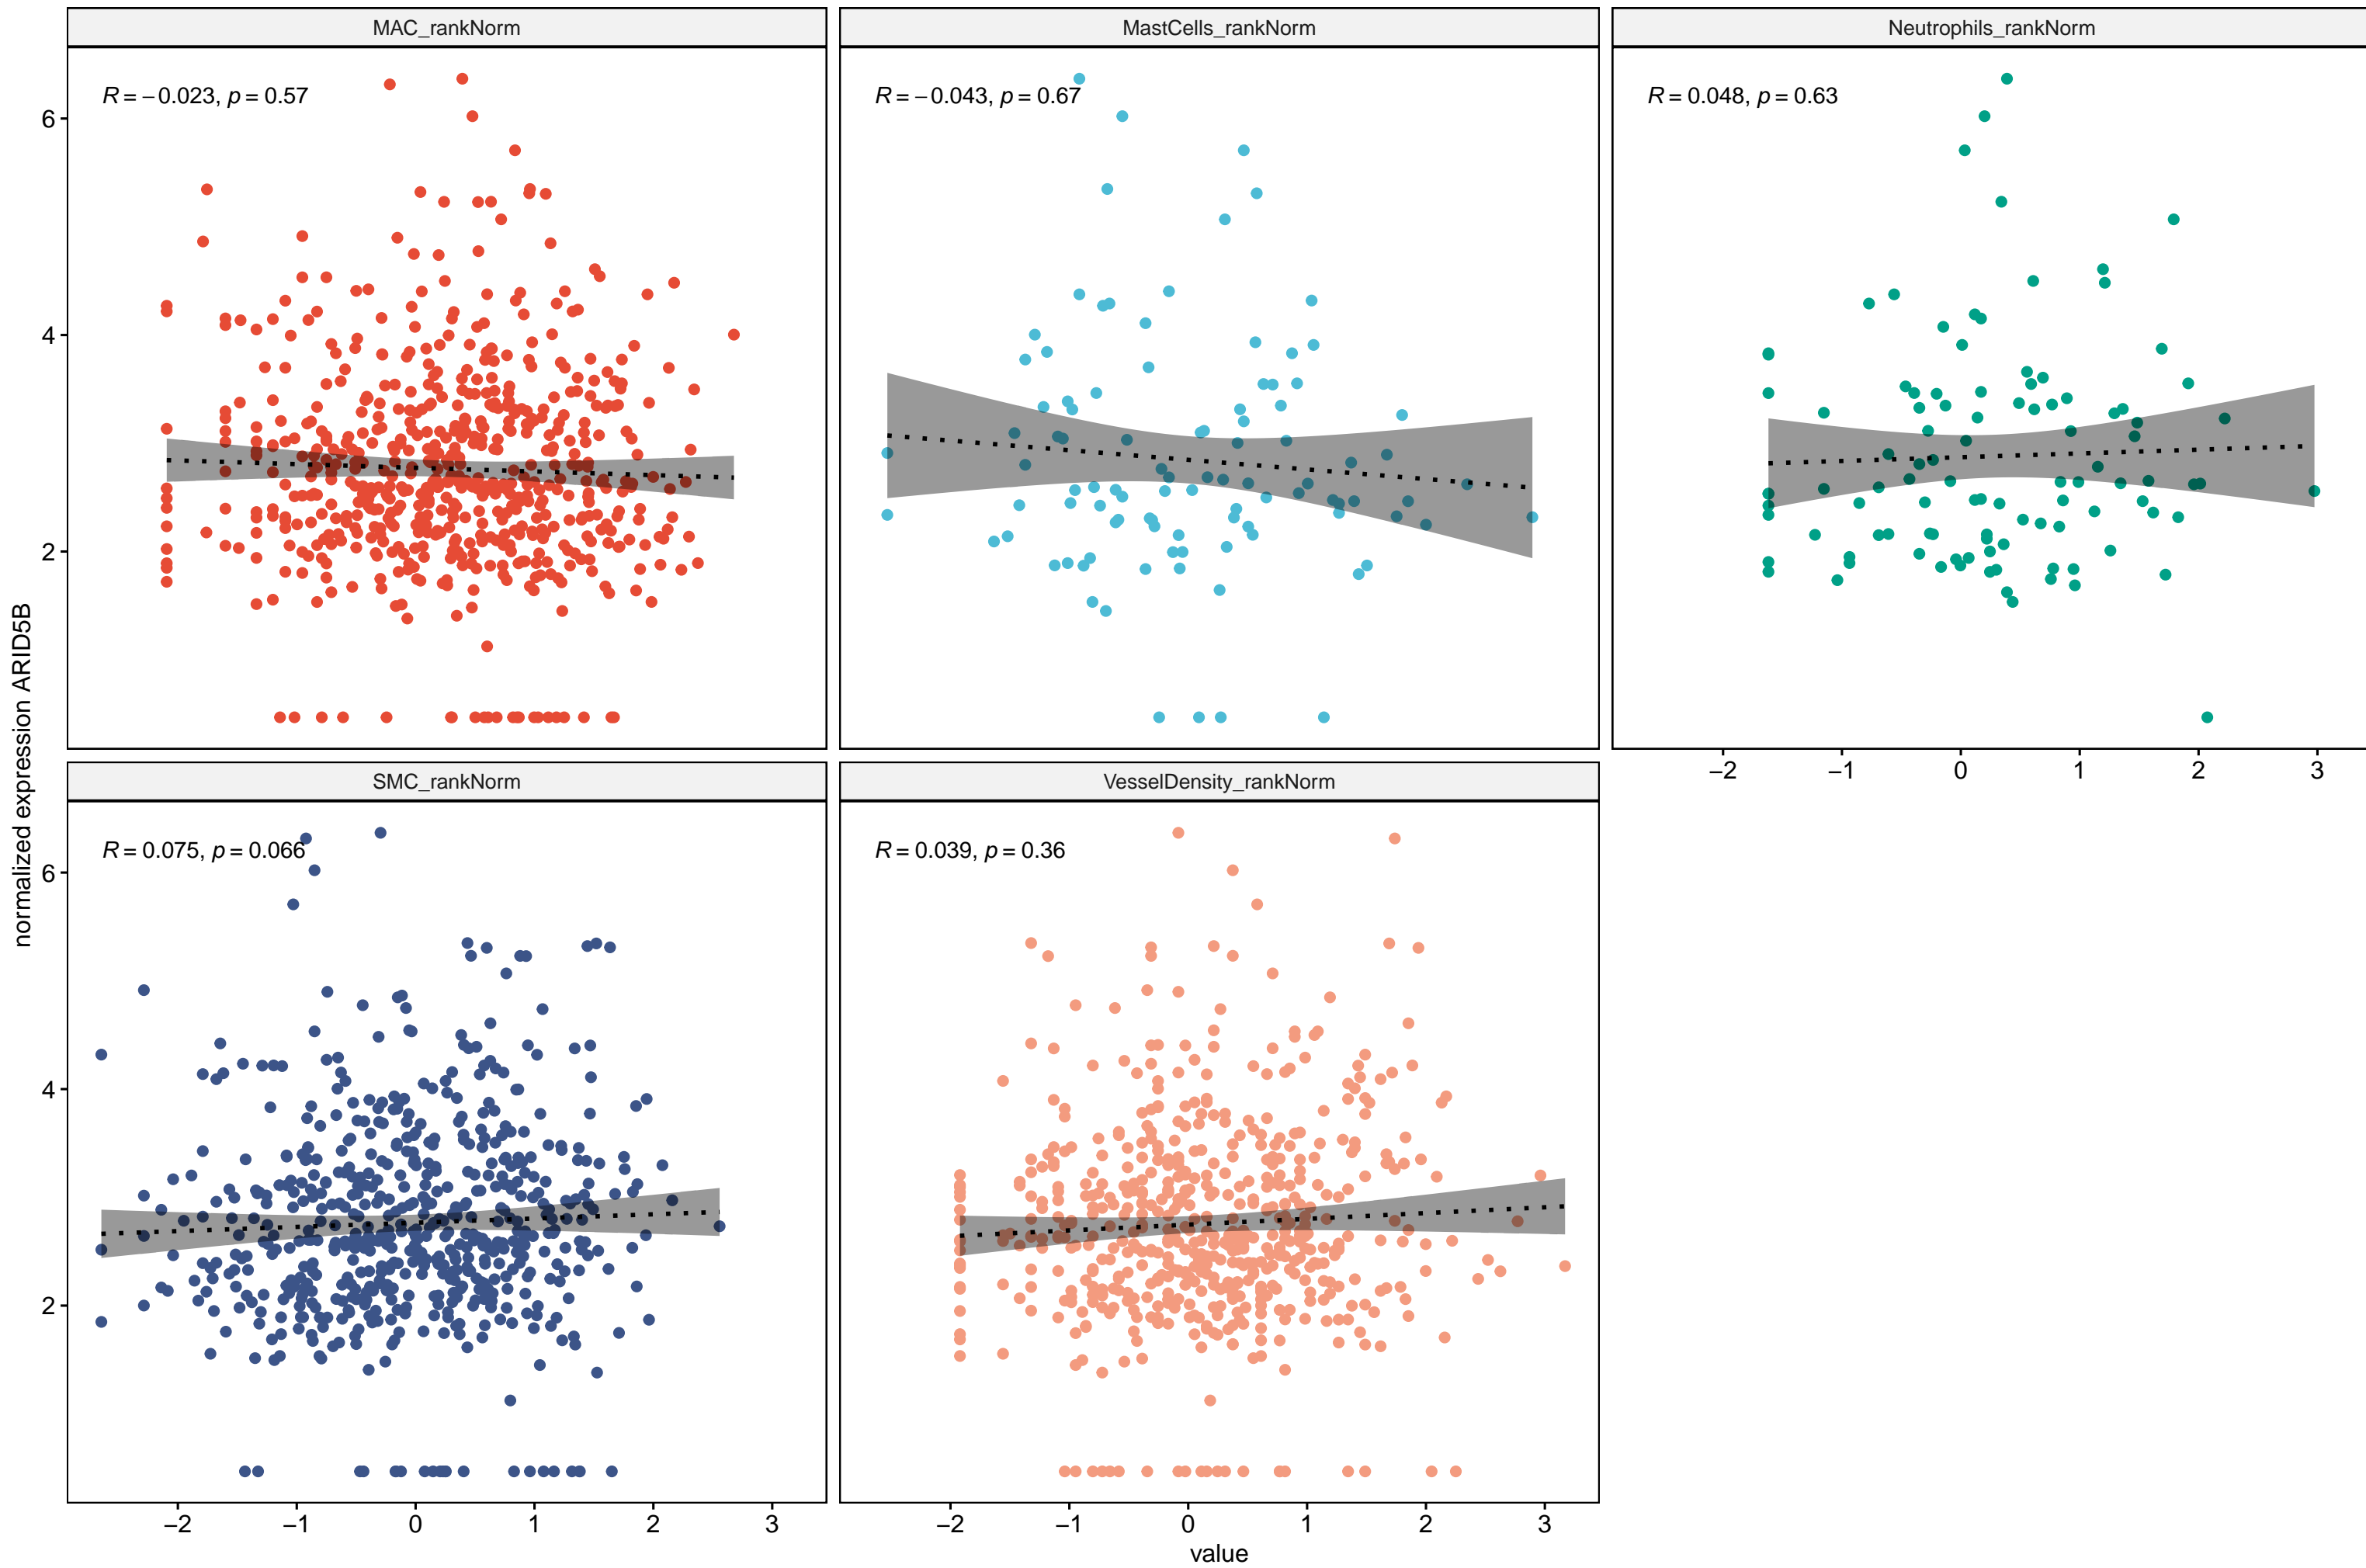 MAC_rankNorm
MastCells_rankNorm
Neutrophils_rankNorm
R = −0.023, p = 0.57
R = −0.043, p = 0.67
R = 0.048, p = 0.63
6
4
2
−2 −1 0 1 2 3
SMC_rankNorm
VesselDensity_rankNorm
R = 0.075, p = 0.066
R = 0.039, p = 0.36
6
4
2
−2 −1 0 1 2 3
−2 −1 0 1 2 3
value
normalized expression ARID5B